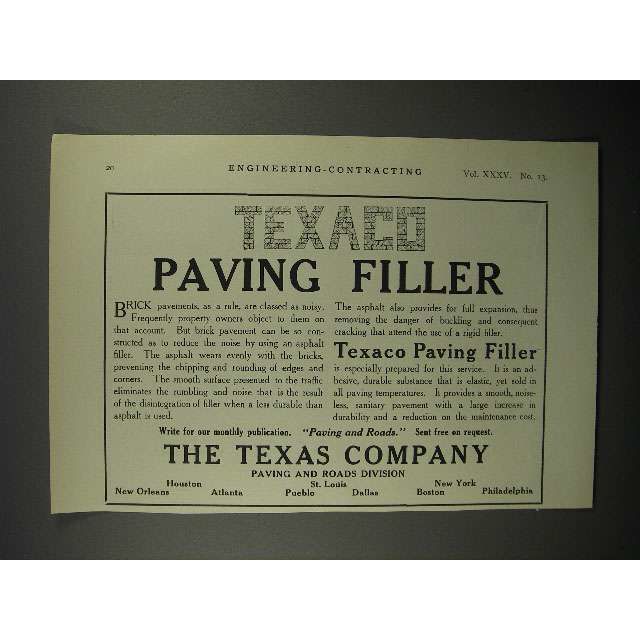 20 ENGINEERING-CONTRACTING Vol. XXXV. No. 13.
TEXACO
PAVING FILLER
BRICK pavements, as a rule, are classed as noisy.
Frequently property owners object to them on
that account. But brick pavement can be so con-
structed as to reduce the noise by using an asphalt
filler. The asphalt wears evenly with the bricks,
preventing the chipping and rounding of edges and
corners. The smooth surface presented to the traffic
eliminates the rumbling and noise that is the result
of the disintegration of filler when a less durable than
asphalt is used.
The asphalt also provides for full expansion, thus
removing the danger of buckling and consequent
cracking that attend the use of a rigid filler.
Texaco Paving Filler
is especially prepared for this service. It is an ad-
hesive, durable substance that is elastic, yet solid in
all paving temperatures. It provides a smooth, noise-
less, sanitary pavement with a large increase in
durability and a reduction on the maintenance cost.
Write for our monthly publication. "Paving and Roads." Sent free on request.
THE TEXAS COMPANY
PAVING AND ROADS DIVISION
Houston St. Louis New York
New Orleans Atlanta Pueblo Dallas Boston Philadelphia